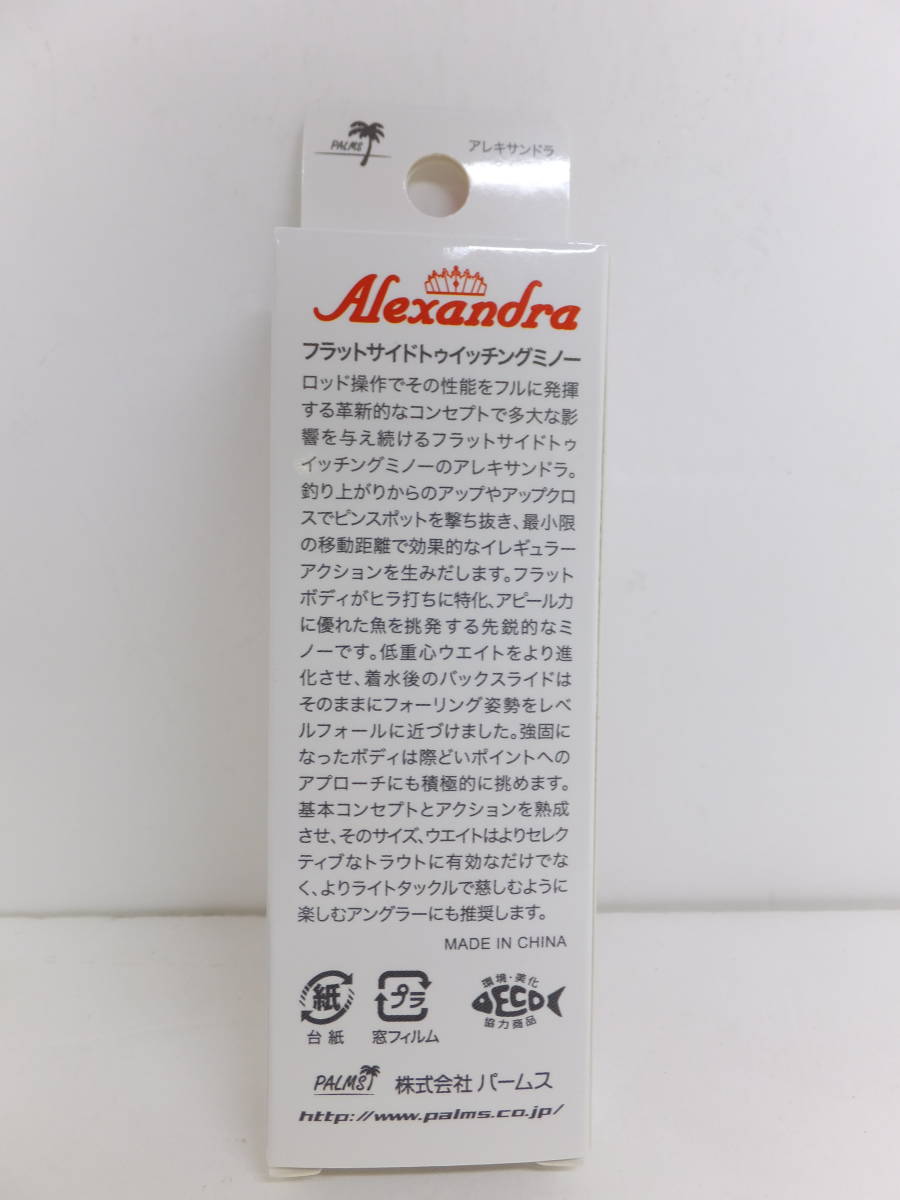 PALMS
アレキサンドラ
Alexandra
フラットサイドトゥイッチングミノー
ロッド操作でその性能をフルに発揮
する革新的なコンセプトで多大な影
響を与え続けるフラットサイドトゥ
イッチングミノーのアレキサンドラ。
釣り上がりからのアップやアップクロ
スでピンスポットを撃ち抜き、最小限
の移動距離で効果的なイレギュラー
アクションを生みだします。フラット
ボディがヒラ打ちに特化、アピール力
に優れた魚を挑発する先鋭的なミ
ノーです。低重心ウエイトをより進
化させ、着水後のバックスライドは
そのままにフォーリング姿勢をレベ
ルフォールに近づけました。強固に
なったボディは際どいポイントへの
アプローチにも積極的に挑めます。
基本コンセプトとアクションを熟成
させ、そのサイズ、ウエイトはよりセレク
ティブなトラウトに有効なだけでな
く、よりライトタックルで慈しむように
楽しむアングラーにも推奨します。
MADE IN CHINA
紙
台紙
プラ
窓フィルム
環境・美化
ECO
協力商品
PALMS
株式会社 パームス
http://www.palms.co.jp/